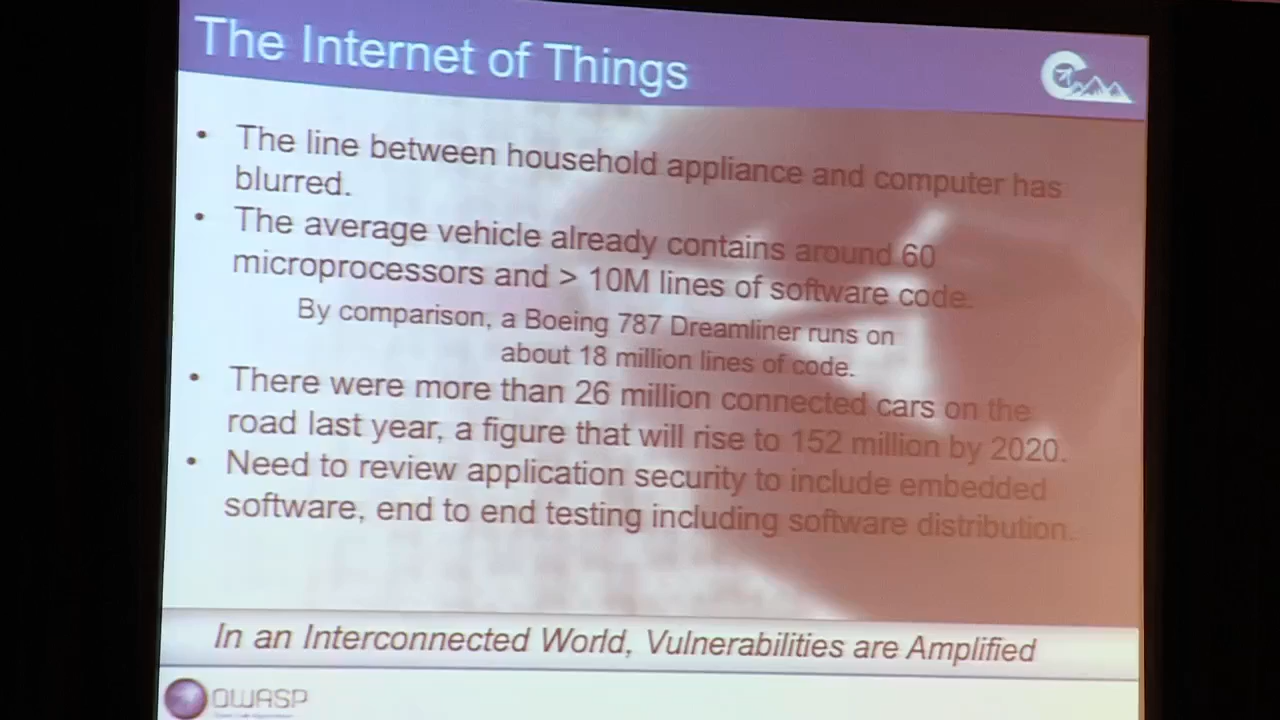 The Internet of Things
• The line between household appliance and computer has
blurred.
• The average vehicle already contains around 60
microprocessors and > 10M lines of software code.
By comparison, a Boeing 787 Dreamliner runs on
about 18 million lines of code.
• There were more than 26 million connected cars on the
road last year, a figure that will rise to 152 million by 2020.
• Need to review application security to include embedded
software, end to end testing including software distribution.
In an Interconnected World, Vulnerabilities are Amplified
OWASP